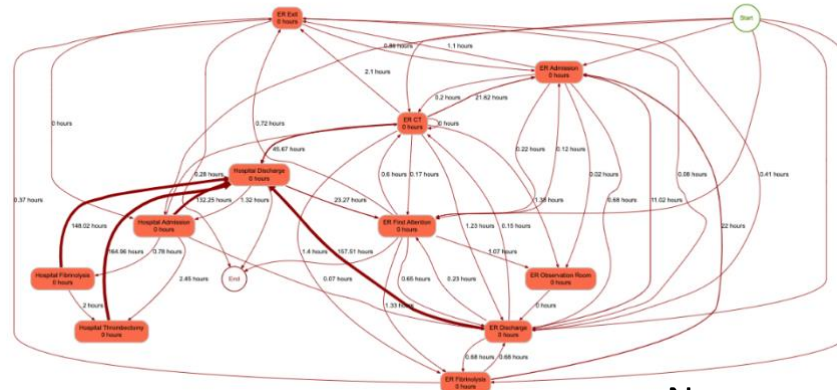 ER Exit
0 hours
Start
0.88 hours
1.1 hours
ER Admission
0 hours
2.1 hours
0.2 hours
21.62 hours
ER CT
0 hours
0 hours
0 hours
0.72 hours
45.67 hours
0.22 hours
0.12 hours
Hospital Discharge
0 hours
0.28 hours
0.6 hours
0.17 hours
0.02 hours
0.08 hours
0.41 hours
0.37 hours
132.25 hours
1.32 hours
23.27 hours
1.38 hours
0.68 hours
11.02 hours
148.02 hours
Hospital Admission
0 hours
ER First Attention
0 hours
1.23 hours
0.15 hours
22 hours
164.96 hours
0.78 hours
1.4 hours
157.51 hours
1.07 hours
Hospital Fibrinolysis
0 hours
2.46 hours
End
0.07 hours
0.65 hours
0.23 hours
ER Observation Room
0 hours
2 hours
1.33 hours
0 hours
Hospital Thrombectomy
0 hours
ER Discharge
0 hours
0.68 hours
0.68 hours
ER Fibrinolysis
0 hours